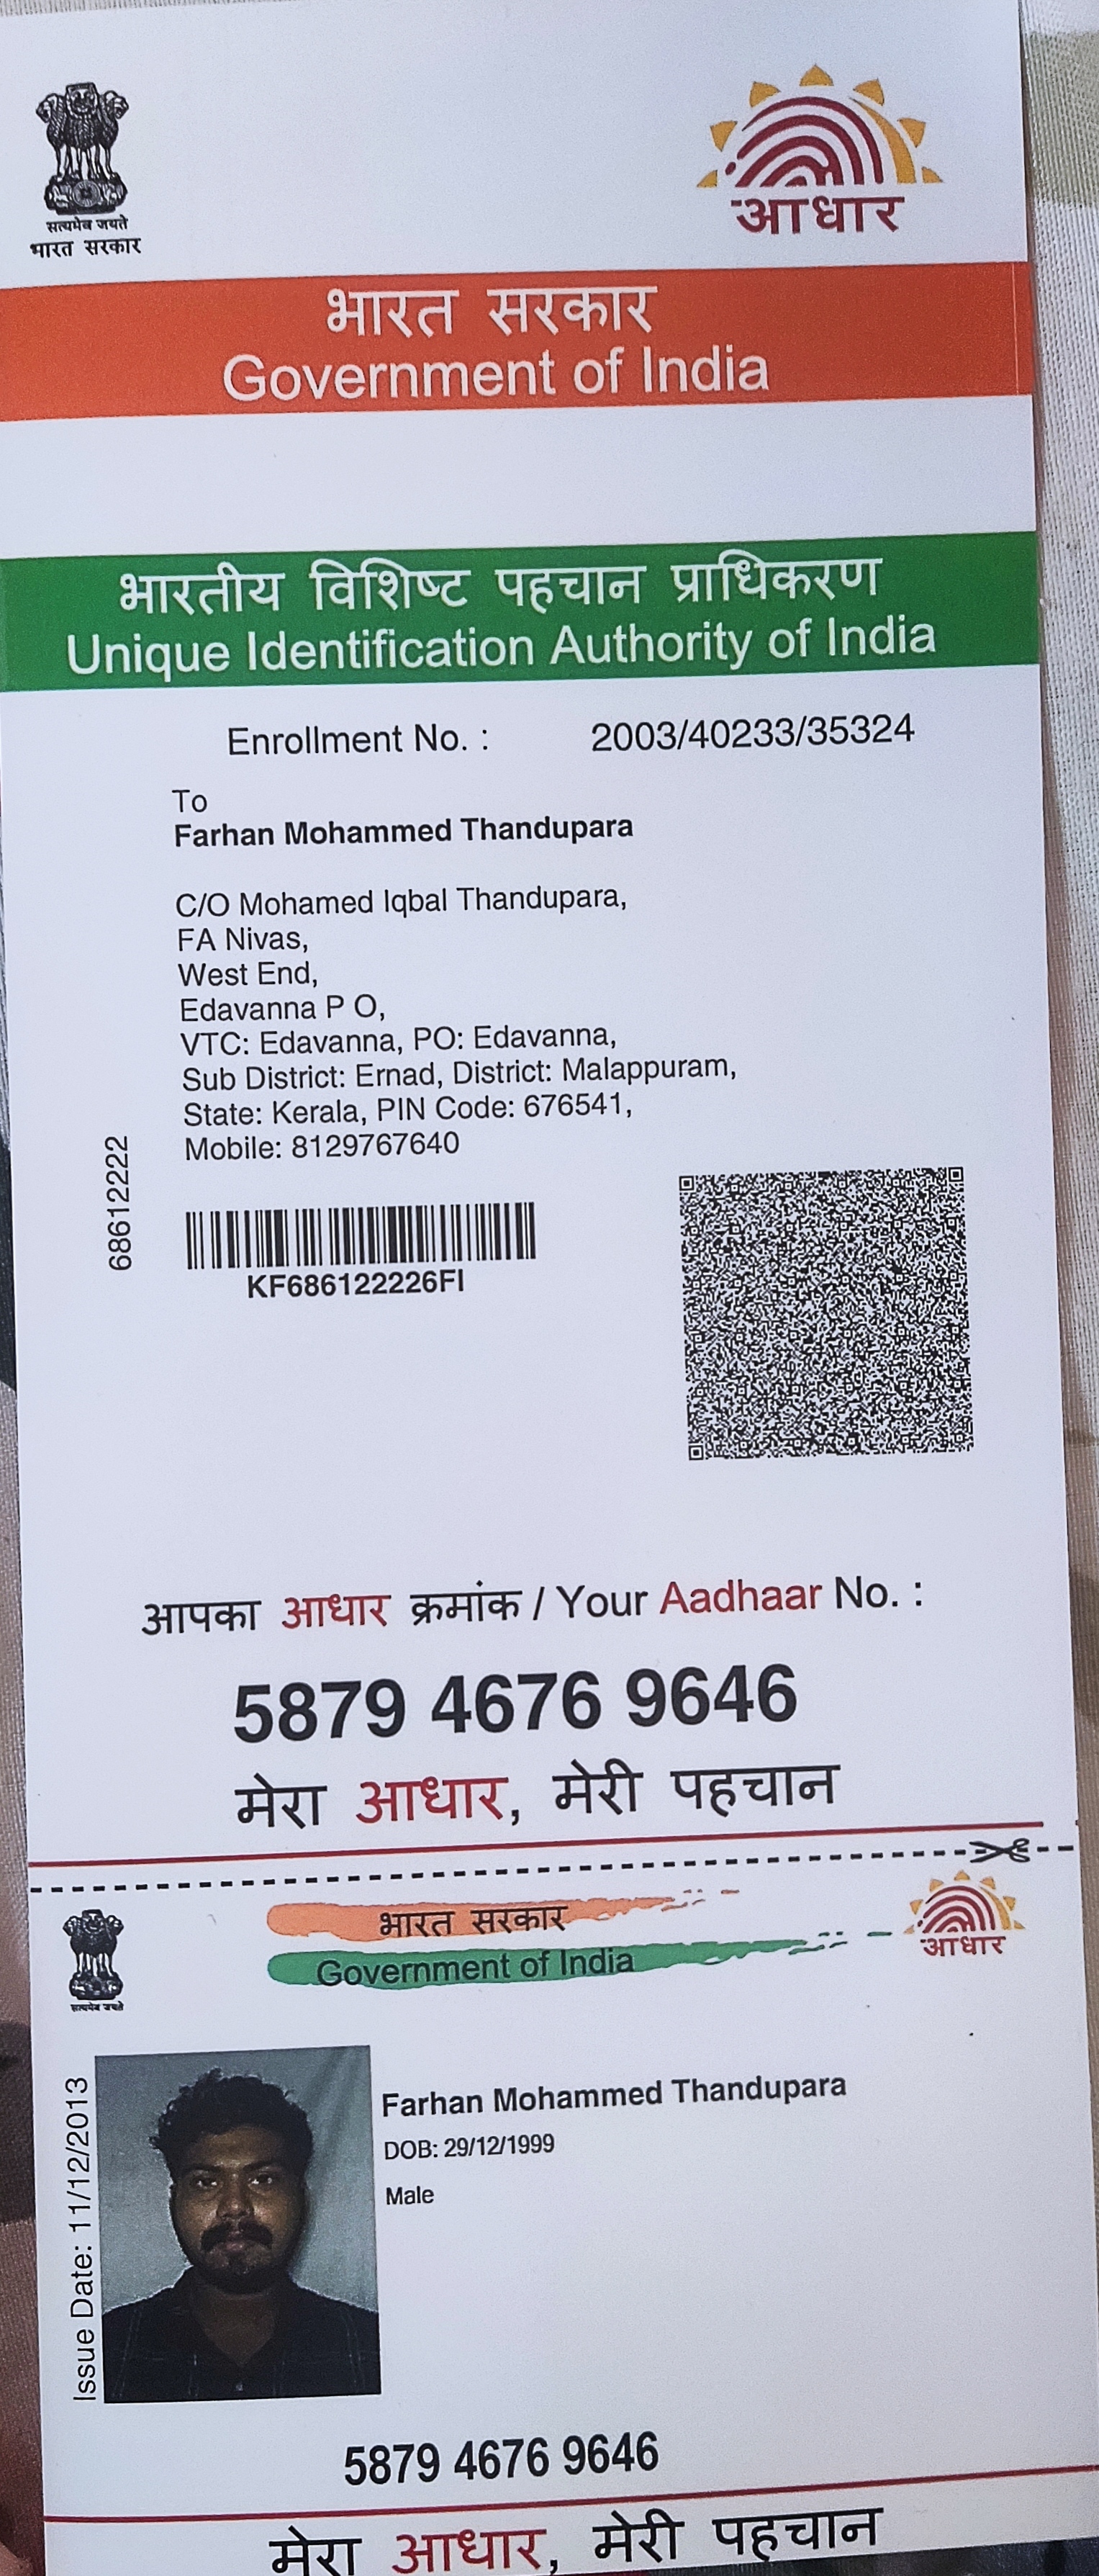 सत्यमेव जयते
भारत सरकार
आधार
भारत सरकार
Government of India
भारतीय विशिष्ट पहचान प्राधिकरण
Unique Identification Authority of India
Enrollment No. : 2003/40233/35324
To
Farhan Mohammed Thandupara
C/O Mohamed Iqbal Thandupara,
FA Nivas,
West End,
Edavanna P O,
VTC: Edavanna, PO: Edavanna,
Sub District: Ernad, District: Malappuram,
State: Kerala, PIN Code: 676541,
Mobile: 8129767640
68612222
KF686122226FI
आपका आधार क्रमांक / Your Aadhaar No. :
5879 4676 9646
मेरा आधार, मेरी पहचान
भारत सरकार
Government of India
आधार
सत्यमेव जयते
Issue Date: 11/12/2013
Farhan Mohammed Thandupara
DOB: 29/12/1999
Male
5879 4676 9646
मेरा आधार, मेरी पहचान